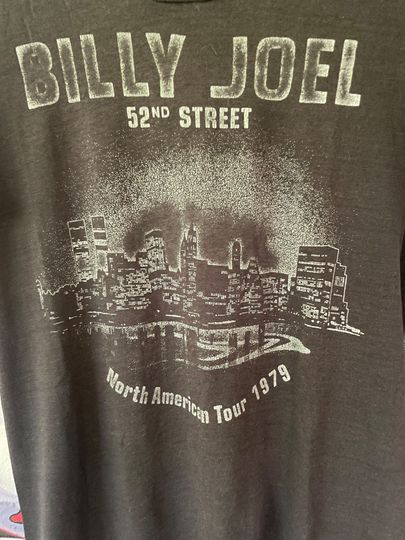 BILLY JOEL
52ND STREET
North American Tour 1979